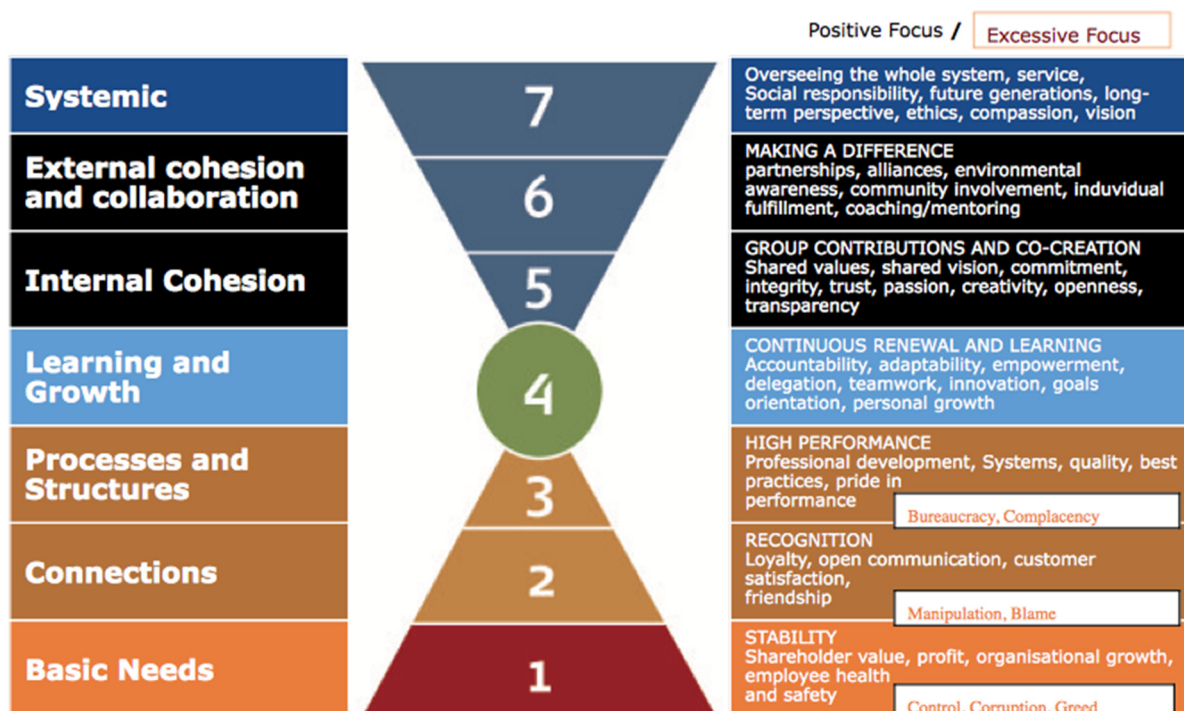 Positive Focus / Excessive Focus
Systemic
7
Overseeing the whole system, service,
Social responsibility, future generations, long-
term perspective, ethics, compassion, vision
External cohesion
and collaboration
6
MAKING A DIFFERENCE
partnerships, alliances, environmental
awareness, community involvement, induvidual
fulfillment, coaching/mentoring
Internal Cohesion
5
GROUP CONTRIBUTIONS AND CO-CREATION
Shared values, shared vision, commitment,
integrity, trust, passion, creativity, openness,
transparency
Learning and
Growth
4
CONTINUOUS RENEWAL AND LEARNING
Accountability, adaptability, empowerment,
delegation, teamwork, innovation, goals
orientation, personal growth
Processes and
Structures
3
HIGH PERFORMANCE
Professional development, Systems, quality, best
practices, pride in
performance
Bureaucracy, Complacency
Connections
2
RECOGNITION
Loyalty, open communication, customer
satisfaction,
friendship
Manipulation, Blame
Basic Needs
1
STABILITY
Shareholder value, profit, organisational growth,
employee health
and safety
Control, Corruption, Greed